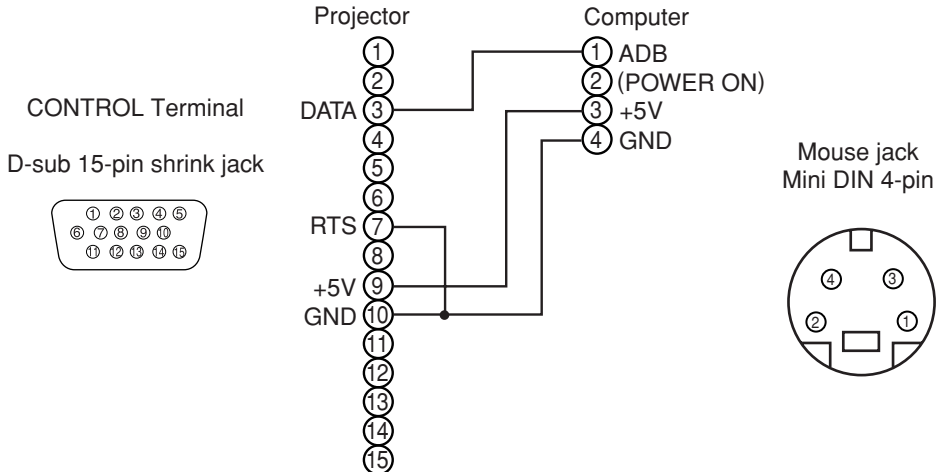 Projector
Computer
CONTROL Terminal
D-sub 15-pin shrink jack
1 2 3 4 5
6 7 8 9 10
11 12 13 14 15
1
2
DATA 3
4
5
6
RTS 7
8
+5V 9
GND 10
11
12
13
14
15
1 ADB
2 (POWER ON)
3 +5V
4 GND
Mouse jack
Mini DIN 4-pin
4 3
2 1